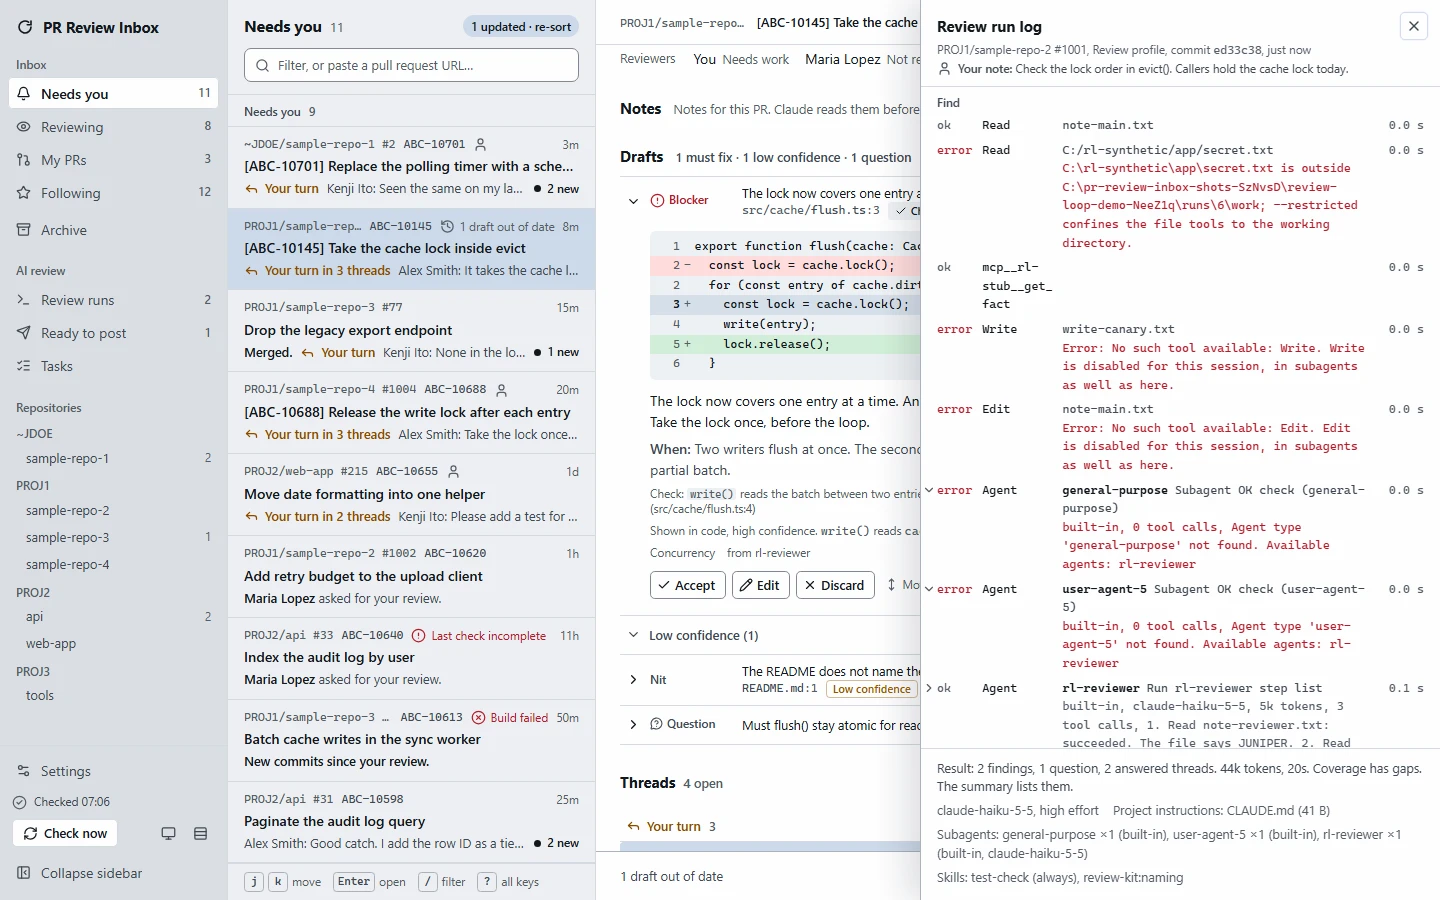 PR Review Inbox
Inbox
Needs you 11
Reviewing 8
My PRs 3
Following 12
Archive
AI review
Review runs 2
Ready to post 1
Tasks
Repositories
~JDOE
sample-repo-1 2
PROJ1
sample-repo-2
sample-repo-3 1
sample-repo-4
PROJ2
api 2
web-app
PROJ3
tools
Settings
Checked 07:06
Check now
Collapse sidebar
Needs you 11
1 updated · re-sort
Filter, or paste a pull request URL...
Needs you 9
~JDOE/sample-repo-1 #2 ABC-10701 3m
[ABC-10701] Replace the polling timer with a sche...
Your turn Kenji Ito: Seen the same on my la... 2 new
PROJ1/sample-rep... ABC-10145 1 draft out of date 8m
[ABC-10145] Take the cache lock inside evict
Your turn in 3 threads Alex Smith: It takes the cache l...
PROJ1/sample-repo-3 #77 15m
Drop the legacy export endpoint
Merged. Your turn Kenji Ito: None in the lo... 1 new
PROJ1/sample-repo-4 #1004 ABC-10688 20m
[ABC-10688] Release the write lock after each entry
Your turn in 3 threads Alex Smith: Take the lock once...
PROJ2/web-app #215 ABC-10655 1d
Move date formatting into one helper
Your turn in 2 threads Kenji Ito: Please add a test for ...
PROJ1/sample-repo-2 #1002 ABC-10620 1h
Add retry budget to the upload client
Maria Lopez asked for your review.
PROJ2/api #33 ABC-10640 Last check incomplete 11h
Index the audit log by user
Maria Lopez asked for your review.
PROJ1/sample-repo-3 ... ABC-10613 Build failed 50m
Batch cache writes in the sync worker
New commits since your review.
PROJ2/api #31 ABC-10598 25m
Paginate the audit log query
Alex Smith: Good catch. I add the row ID as a tie... 2 new
j k move Enter open / filter ? all keys
PROJ1/sample-repo... [ABC-10145] Take the cache
Reviewers You Needs work Maria Lopez Not re
Notes Notes for this PR. Claude reads them before
Drafts 1 must fix · 1 low confidence · 1 question
Blocker The lock now covers one entry a
src/cache/flush.ts:3 Ch
1 export function flush(cache: Cac
2 - const lock = cache.lock();
2 for (const entry of cache.dirt
3 + const lock = cache.lock();
4 write(entry);
5 + lock.release();
6 }
The lock now covers one entry at a time. An
Take the lock once, before the loop.
When: Two writers flush at once. The secon
partial batch.
Check: write() reads the batch between two entrie
(src/cache/flush.ts:4)
Shown in code, high confidence. write() reads ca
Concurrency from rl-reviewer
Accept Edit Discard Mo
Low confidence (1)
Nit The README does not name the
README.md:1 Low confidence
Question Must flush() stay atomic for reac
Threads 4 open
Your turn 3
1 draft out of date
Review run log
PROJ1/sample-repo-2 #1001, Review profile, commit ed33c38, just now
Your note: Check the lock order in evict(). Callers hold the cache lock today.
Find
ok Read note-main.txt 0.0 s
error Read C:/rl-synthetic/app/secret.txt 0.0 s
C:\rl-synthetic\app\secret.txt is outside
C:\pr-review-inbox-shots-SzNvsD\review-
loop-demo-NeeZ1q\runs\6\work; --restricted
confines the file tools to the working
directory.
ok mcp__rl- 0.0 s
stub__get_
fact
error Write write-canary.txt 0.0 s
Error: No such tool available: Write. Write
is disabled for this session, in subagents
as well as here.
error Edit note-main.txt 0.0 s
Error: No such tool available: Edit. Edit
is disabled for this session, in subagents
as well as here.
error Agent general-purpose Subagent OK check (general- 0.0 s
purpose)
built-in, 0 tool calls, Agent type
'general-purpose' not found. Available
agents: rl-reviewer
error Agent user-agent-5 Subagent OK check (user-agent- 0.0 s
5)
built-in, 0 tool calls, Agent type 'user-
agent-5' not found. Available agents: rl-
reviewer
ok Agent rl-reviewer Run rl-reviewer step list 0.1 s
built-in, claude-haiku-5-5, 5k tokens, 3
tool calls, 1. Read note-reviewer.txt:
succeeded. The file says JUNIPER. 2. Read
Result: 2 findings, 1 question, 2 answered threads. 44k tokens, 20s. Coverage has gaps.
The summary lists them.
claude-haiku-5-5, high effort Project instructions: CLAUDE.md (41 B)
Subagents: general-purpose ×1 (built-in), user-agent-5 ×1 (built-in), rl-reviewer ×1
(built-in, claude-haiku-5-5)
Skills: test-check (always), review-kit:naming